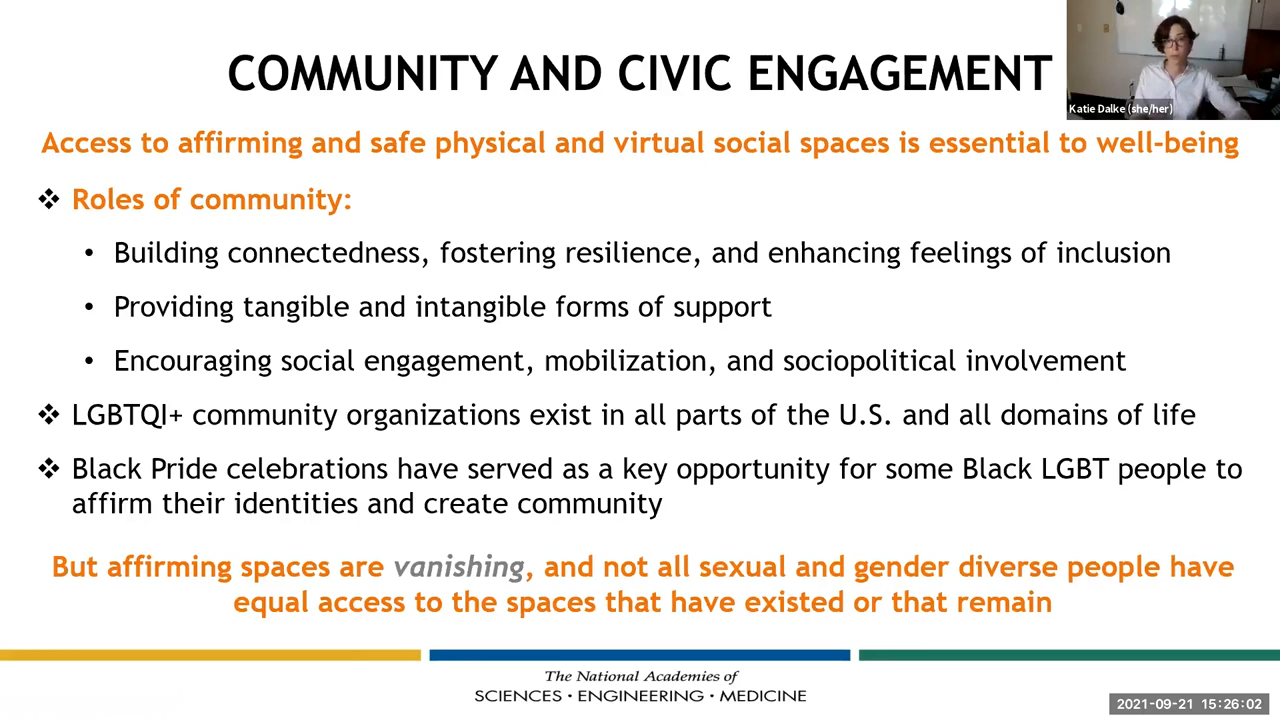 COMMUNITY AND CIVIC ENGAGEMENT
Katie Dalke (she/her)
Access to affirming and safe physical and virtual social spaces is essential to well-being
❖ Roles of community:
• Building connectedness, fostering resilience, and enhancing feelings of inclusion
• Providing tangible and intangible forms of support
• Encouraging social engagement, mobilization, and sociopolitical involvement
❖ LGBTQI+ community organizations exist in all parts of the U.S. and all domains of life
❖ Black Pride celebrations have served as a key opportunity for some Black LGBT people to
affirm their identities and create community
But affirming spaces are vanishing, and not all sexual and gender diverse people have
equal access to the spaces that have existed or that remain
The National Academies of
SCIENCES • ENGINEERING • MEDICINE
2021-09-21 15:26:02